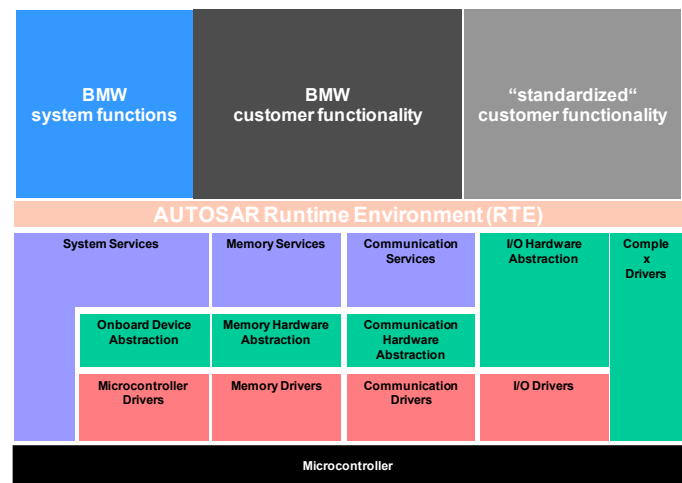 BMW
system functions
BMW
customer functionality
“standardized“
customer functionality
AUTOSAR Runtime Environment (RTE)
System Services
Memory Services
Communication
Services
I/O Hardware
Abstraction
Comple
x
Drivers
Onboard Device
Abstraction
Memory Hardware
Abstraction
Communication
Hardware
Abstraction
Microcontroller
Drivers
Memory Drivers
Communication
Drivers
I/O Drivers
Microcontroller